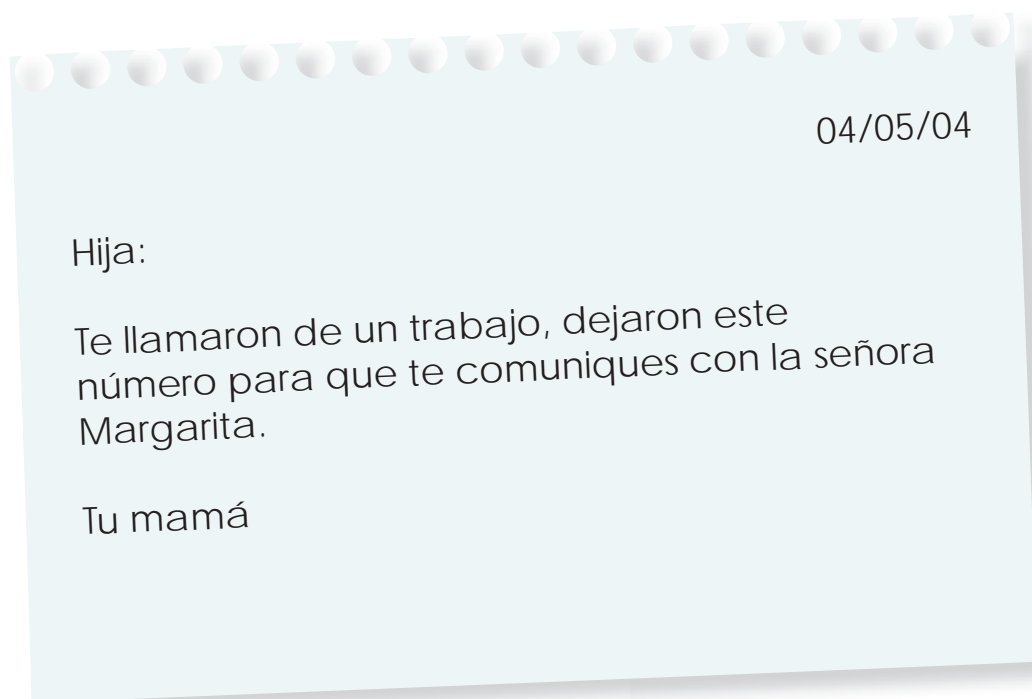 04/05/04
Hija:
Te llamaron de un trabajo, dejaron este
número para que te comuniques con la señora
Margarita.
Tu mamá